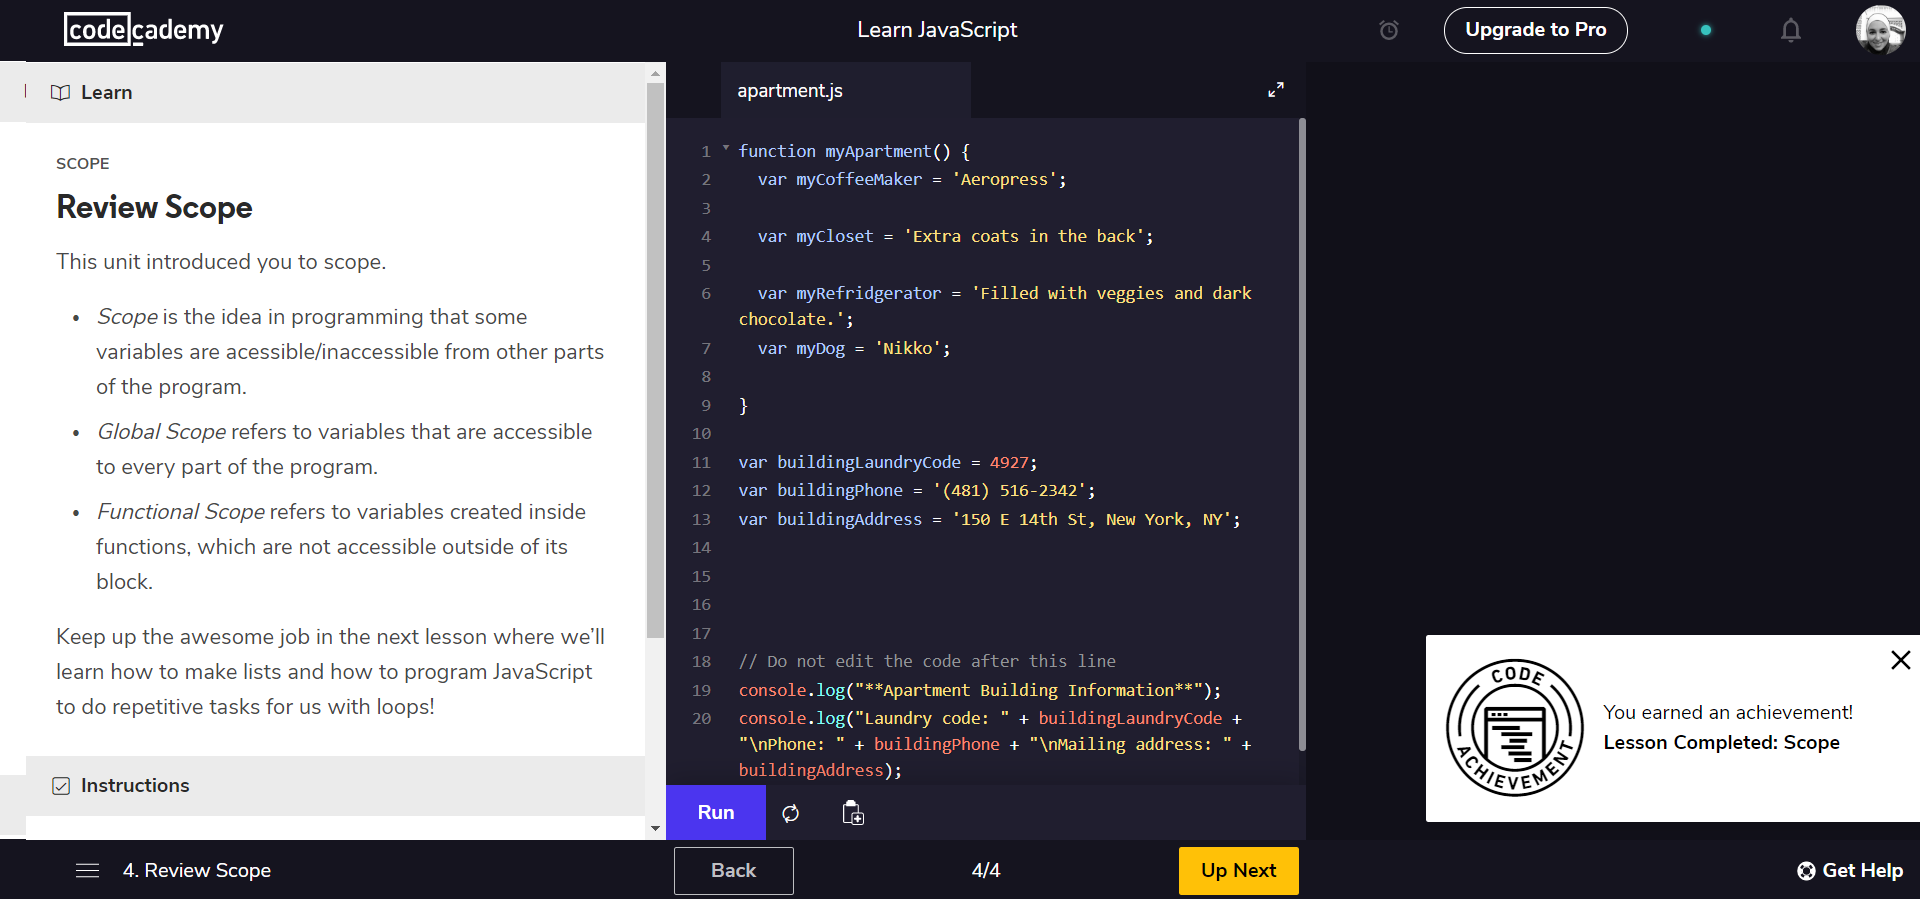 codecademy
Learn JavaScript
Upgrade to Pro
Learn
SCOPE
Review Scope
This unit introduced you to scope.
• Scope is the idea in programming that some
variables are acessible/inaccessible from other parts
of the program.
• Global Scope refers to variables that are accessible
to every part of the program.
• Functional Scope refers to variables created inside
functions, which are not accessible outside of its
block.
Keep up the awesome job in the next lesson where we’ll
learn how to make lists and how to program JavaScript
to do repetitive tasks for us with loops!
Instructions
apartment.js
1 function myApartment() {
2 var myCoffeeMaker = 'Aeropress';
3
4 var myCloset = 'Extra coats in the back';
5
6 var myRefridgerator = 'Filled with veggies and dark
chocolate.';
7 var myDog = 'Nikko';
8
9 }
10
11 var buildingLaundryCode = 4927;
12 var buildingPhone = '(481) 516-2342';
13 var buildingAddress = '150 E 14th St, New York, NY';
14
15
16
17
18 // Do not edit the code after this line
19 console.log("**Apartment Building Information**");
20 console.log("Laundry code: " + buildingLaundryCode +
"\nPhone: " + buildingPhone + "\nMailing address: " +
buildingAddress);
Run
CODE
ACHIEVEMENT
You earned an achievement!
Lesson Completed: Scope
4. Review Scope
Back
4/4
Up Next
Get Help